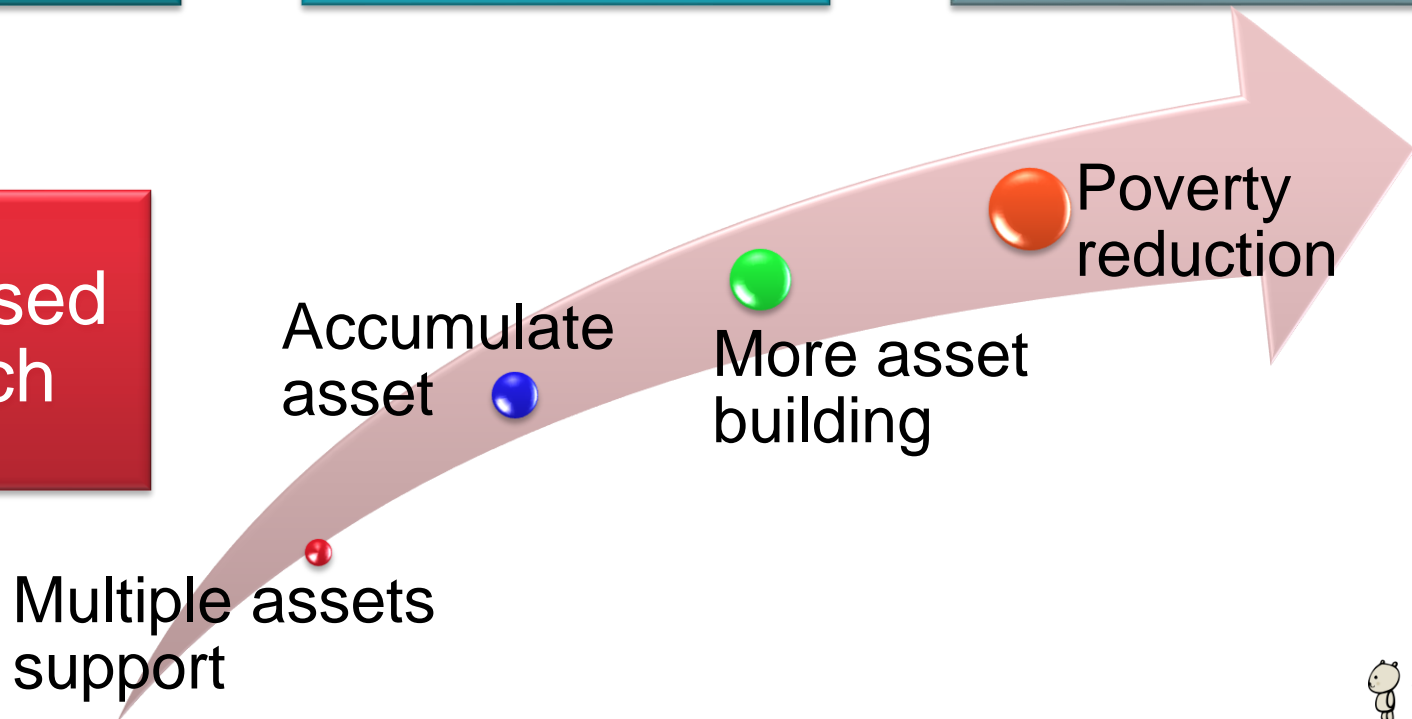 sed
ch
Accumulate
asset
More asset
building
Poverty
reduction
Multiple assets
support